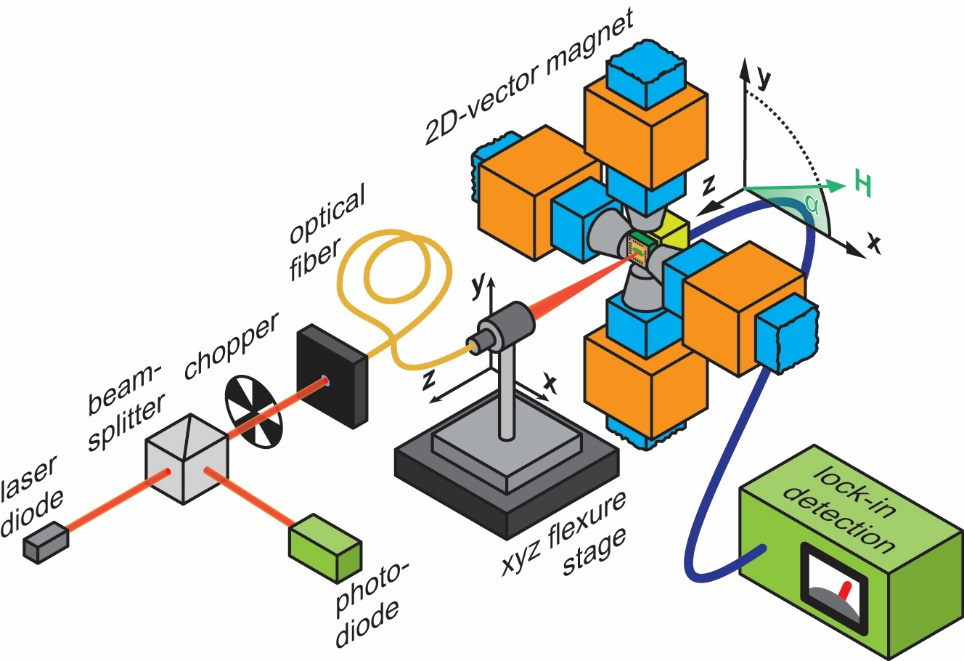 2D-vector magnet
y
z
H
α
x
optical
fiber
y
z
x
chopper
beam-
splitter
laser
diode
photo-
diode
xyz flexure
stage
lock-in
detection